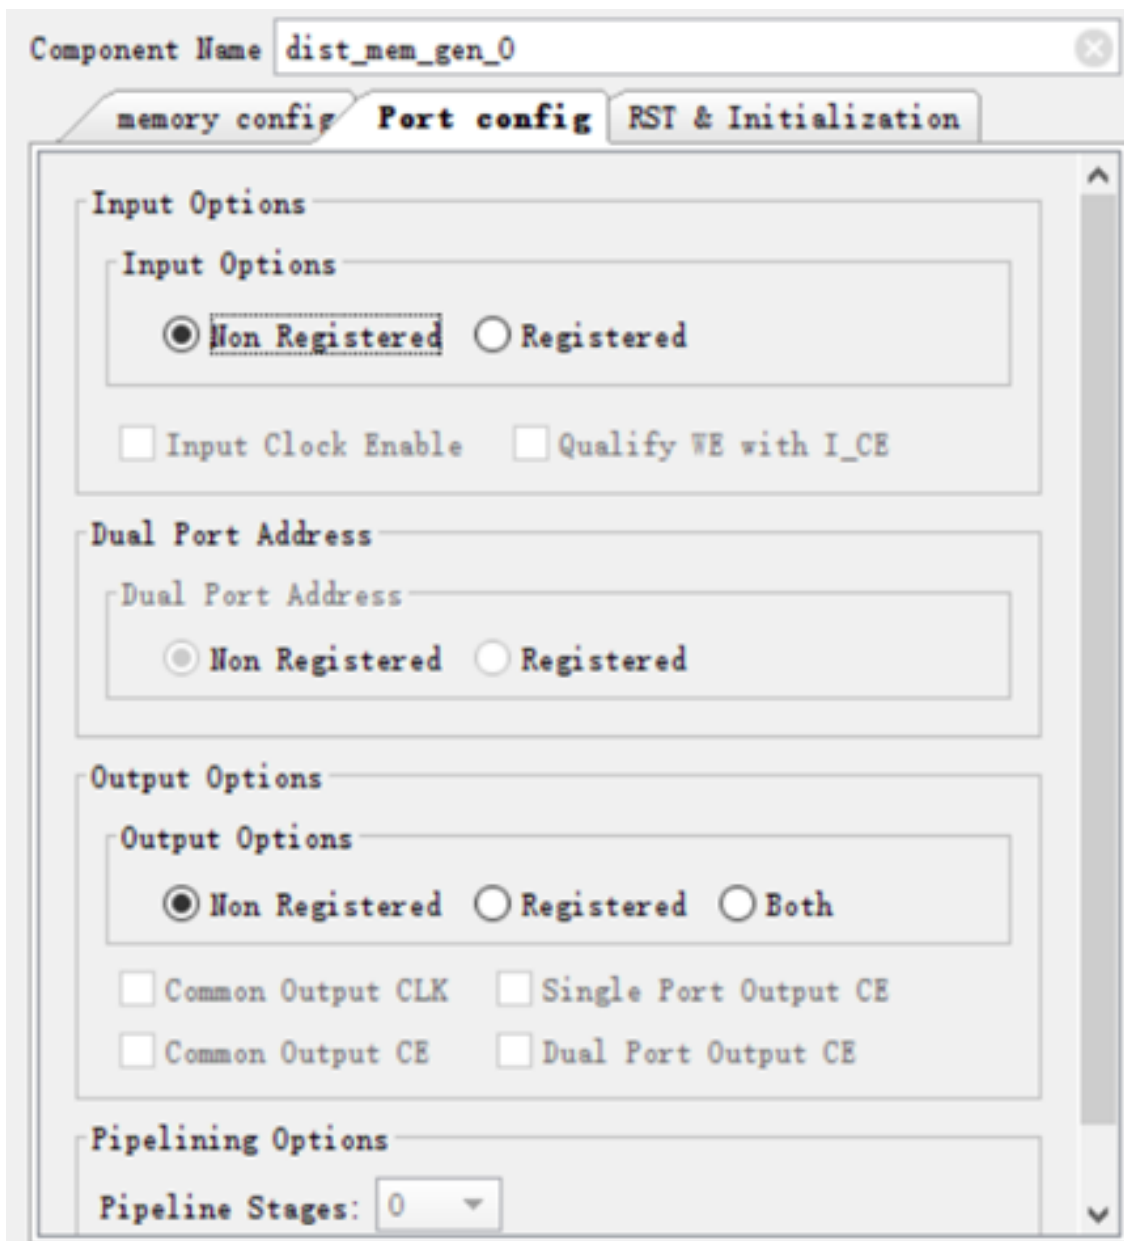 Component Name dist_mem_gen_0
memory config Port config RST & Initialization
Input Options
Input Options
Non Registered Registered
Input Clock Enable Qualify WE with I_CE
Dual Port Address
Dual Port Address
Non Registered Registered
Output Options
Output Options
Non Registered Registered Both
Common Output CLK Single Port Output CE
Common Output CE Dual Port Output CE
Pipelining Options
Pipeline Stages: 0